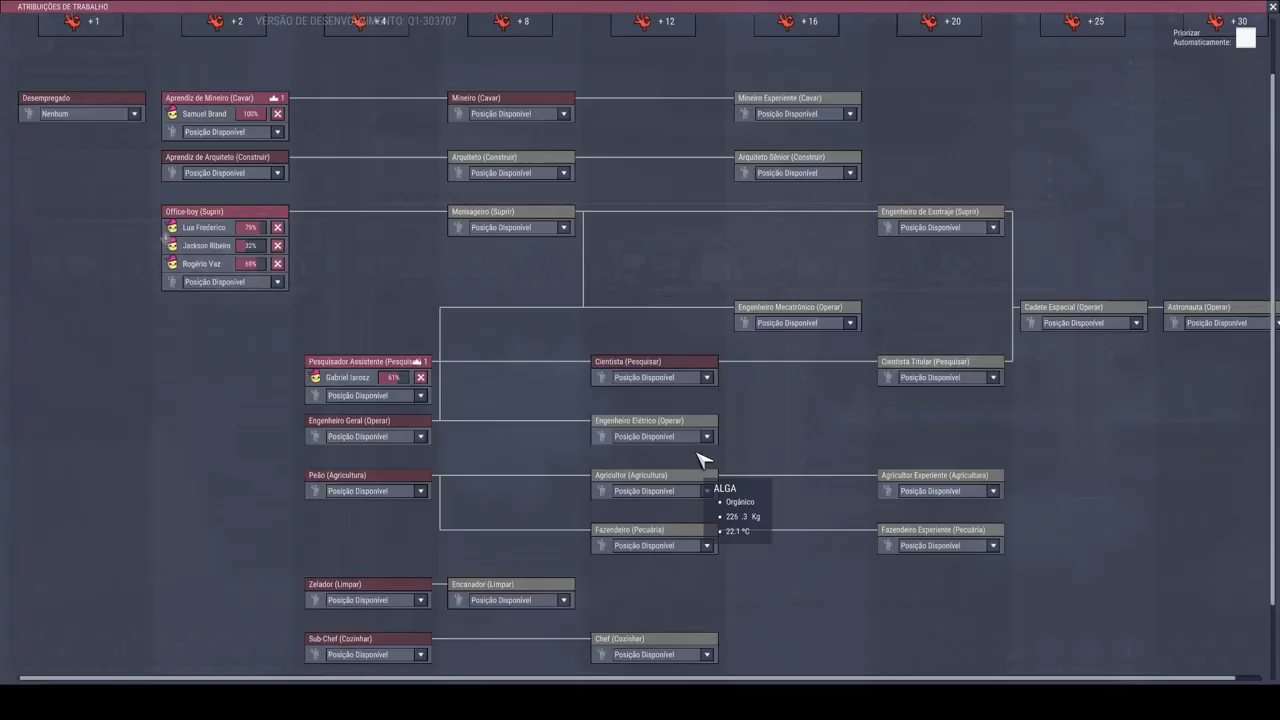 ATRIBUIÇÕES DE TRABALHO
VERSÃO DE DESENVOLVIMENTO: Q1-303707
+ 1
+ 2
+ 4
+ 8
+ 12
+ 16
+ 20
+ 25
+ 30
Priorizar
Automaticamente:
Desempregado
Nenhum
Aprendiz de Mineiro (Cavar) 1
Samuel Brand 100%
Posição Disponível
Mineiro (Cavar)
Posição Disponível
Mineiro Experiente (Cavar)
Posição Disponível
Aprendiz de Arquiteto (Construir)
Posição Disponível
Arquiteto (Construir)
Posição Disponível
Arquiteto Sênior (Construir)
Posição Disponível
Office-boy (Suprir)
Lua Frederico 79%
Jackson Ribeiro 32%
Rogério Vaz 69%
Posição Disponível
Mensageiro (Suprir)
Posição Disponível
Engenheiro de Exotraje (Suprir)
Posição Disponível
Engenheiro Mecatrônico (Operar)
Posição Disponível
Cadete Espacial (Operar)
Posição Disponível
Astronauta (Operar)
Posição Disponível
Pesquisador Assistente (Pesquisa 1
Gabriel Iarosz 61%
Posição Disponível
Cientista (Pesquisar)
Posição Disponível
Cientista Titular (Pesquisar)
Posição Disponível
Engenheiro Geral (Operar)
Posição Disponível
Engenheiro Elétrico (Operar)
Posição Disponível
Peão (Agricultura)
Posição Disponível
Agricultor (Agricultura)
Posição Disponível
Agricultor Experiente (Agricultura)
Posição Disponível
ALGA
• Orgânico
• 226 .3 Kg
• 22.1 ºC
Fazendeiro (Pecuária)
Posição Disponível
Fazendeiro Experiente (Pecuária)
Posição Disponível
Zelador (Limpar)
Posição Disponível
Encanador (Limpar)
Posição Disponível
Sub-Chef (Cozinhar)
Posição Disponível
Chef (Cozinhar)
Posição Disponível